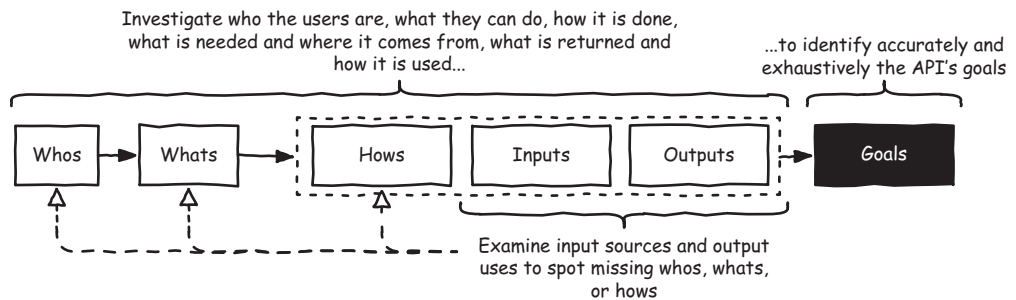 Investigate who the users are, what they can do, how it is done,
what is needed and where it comes from, what is returned and
how it is used...
...to identify accurately and
exhaustively the API's goals
Whos
Whats
Hows
Inputs
Outputs
Goals
Examine input sources and output
uses to spot missing whos, whats,
or hows